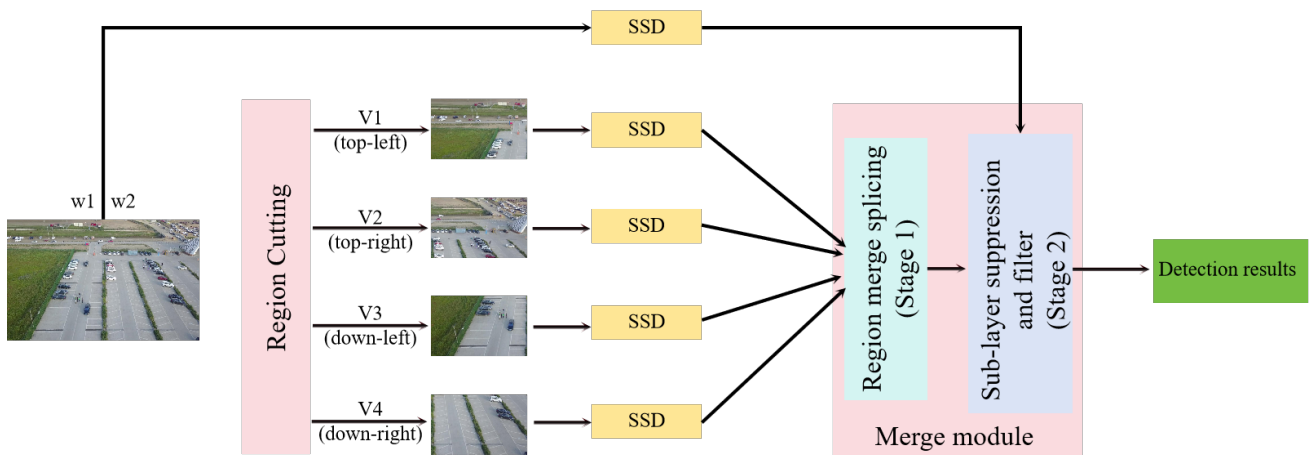 SSD
w1 w2
Region Cutting
V1
(top-left)
SSD
V2
(top-right)
SSD
V3
(down-left)
SSD
V4
(down-right)
SSD
Region merge splicing
(Stage 1)
Sub-layer suppression
and filter
(Stage 2)
Merge module
Detection results